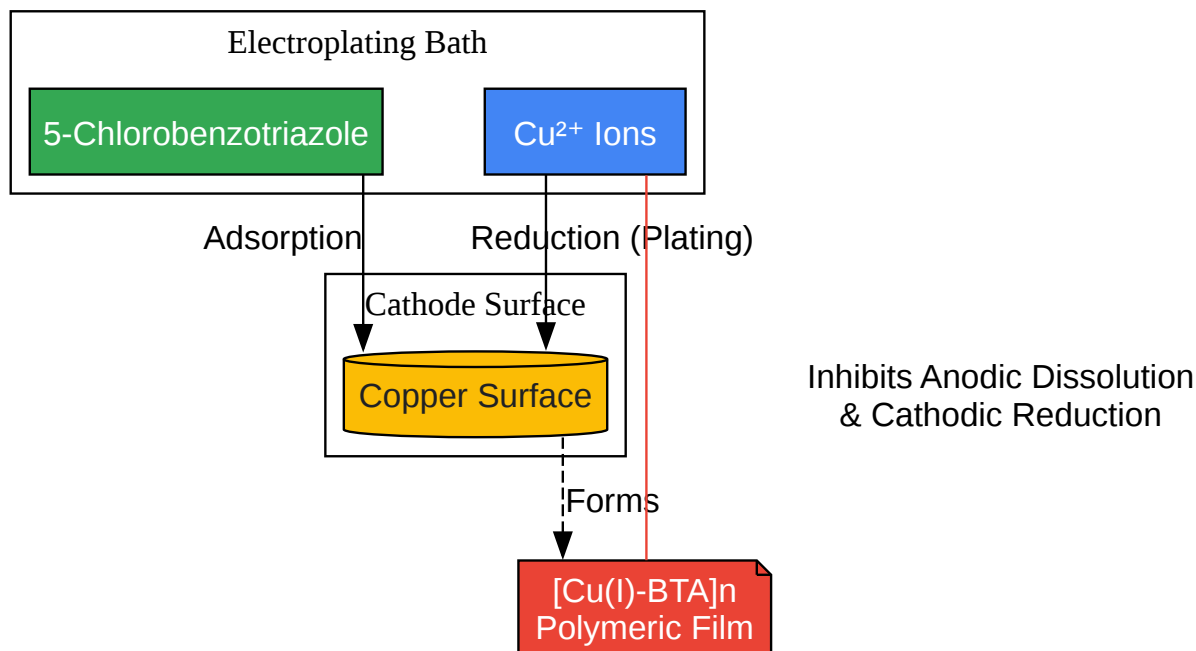 Electroplating Bath
5-Chlorobenzotriazole
Cu²⁺ Ions
Adsorption
Reduction (Plating)
Cathode Surface
Copper Surface
Inhibits Anodic Dissolution
& Cathodic Reduction
Forms
[Cu(I)-BTA]n
Polymeric Film